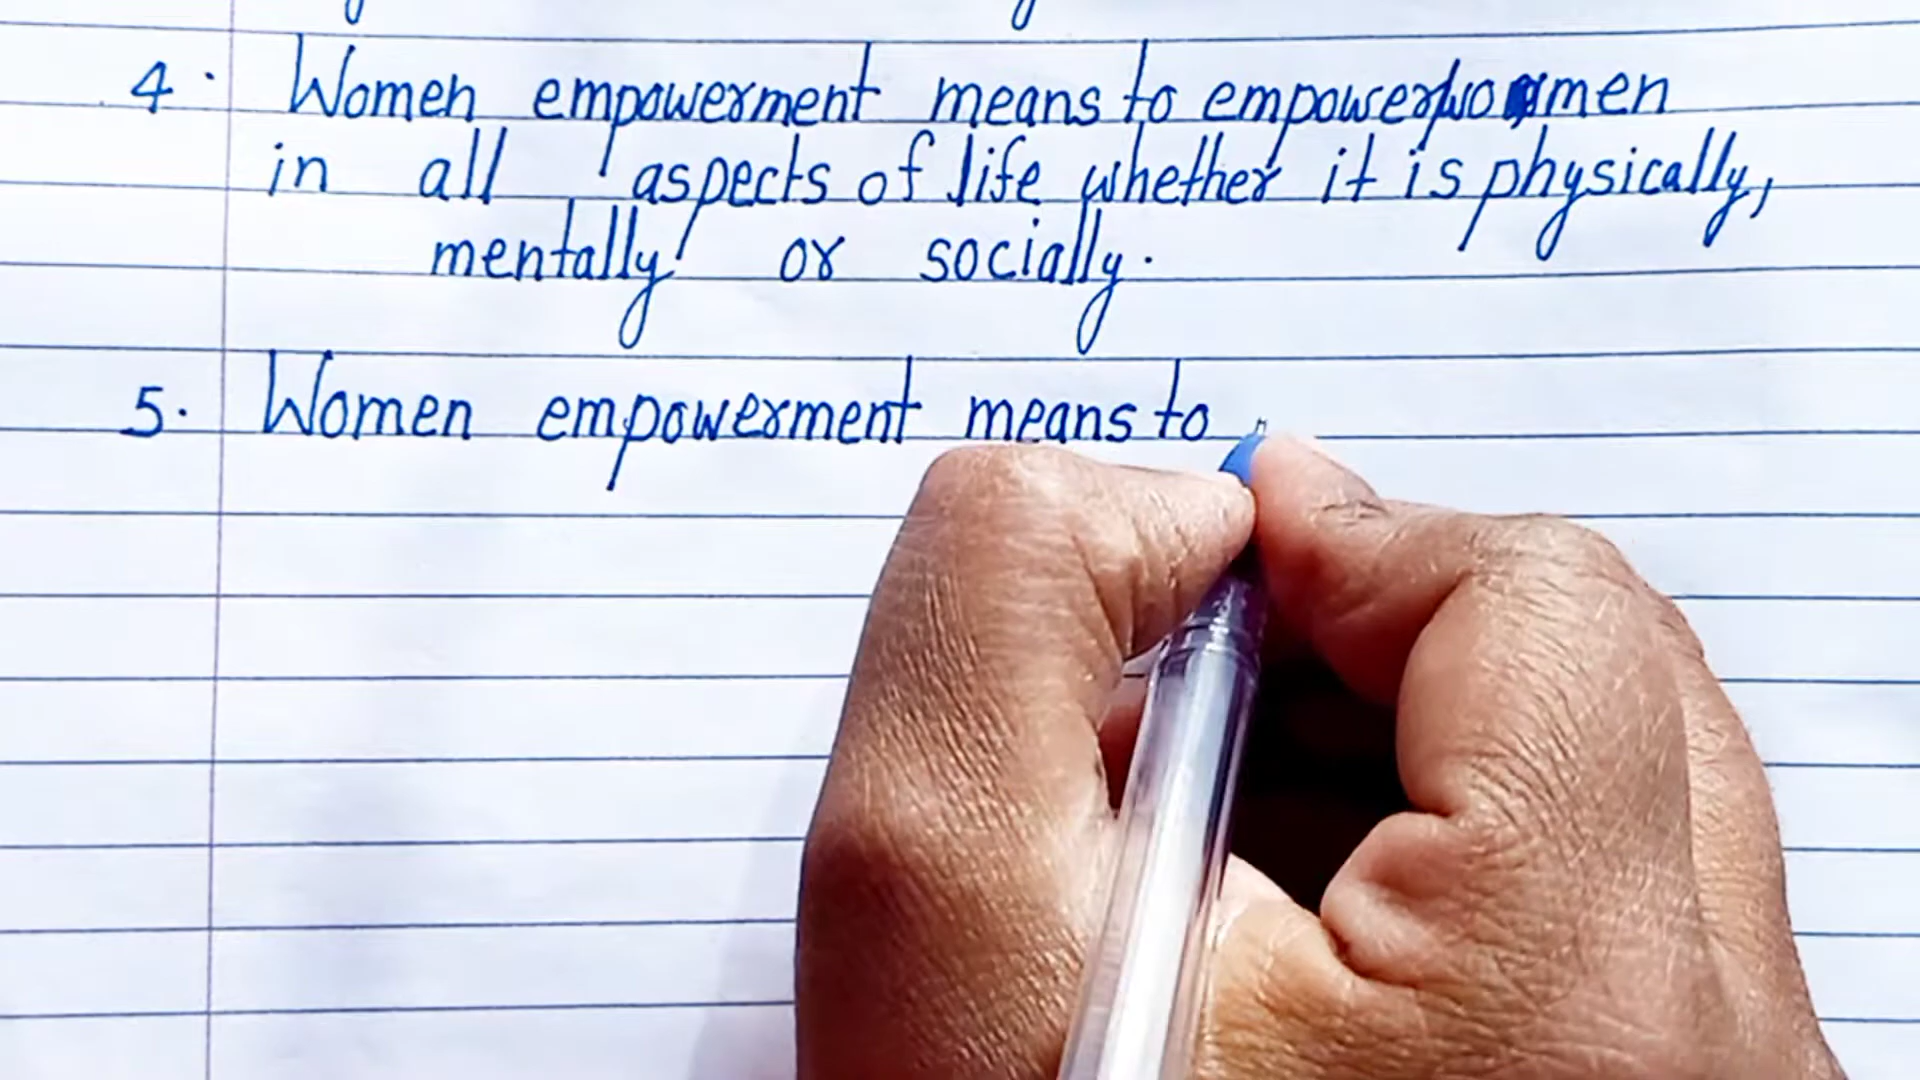 4. Women empowerment means to empower women
in all aspects of life whether it is physically,
mentally or socially.
5. Women empowerment means to